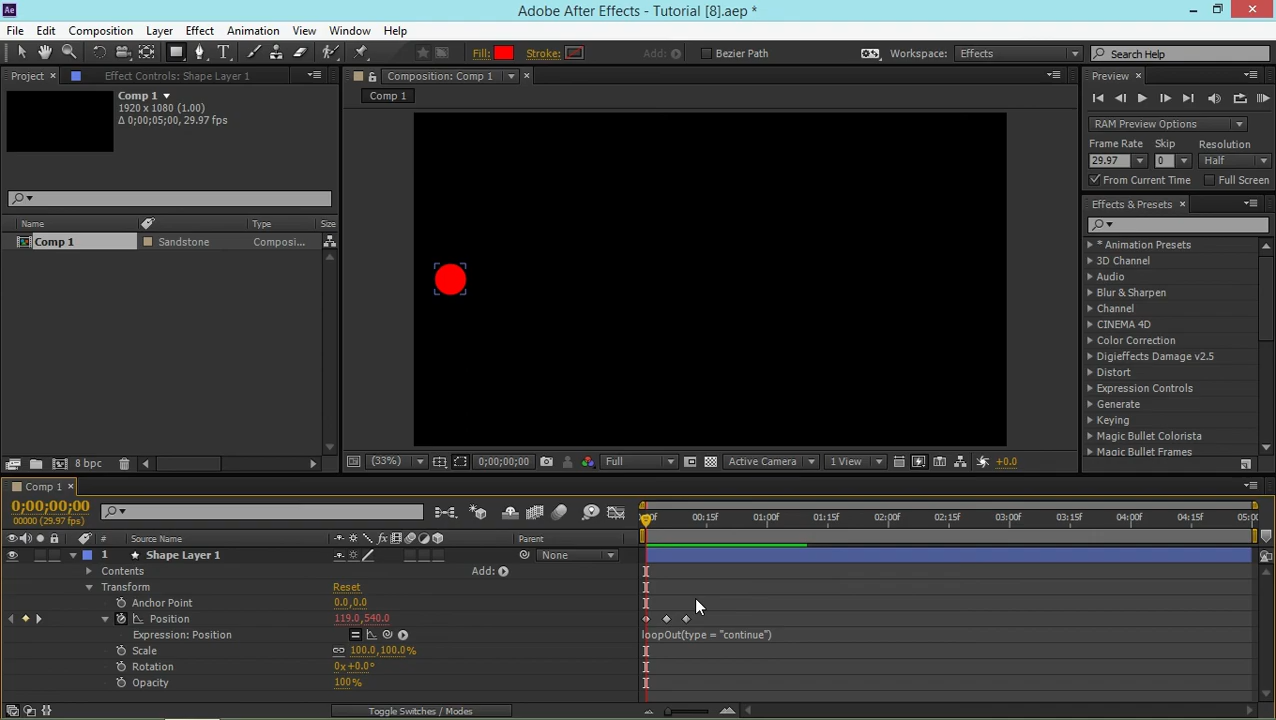 Ae
Adobe After Effects - Tutorial [8].aep *
File Edit Composition Layer Effect Animation View Window Help
Fill: Stroke: Add: Bezier Path Workspace: Effects Search Help
Project Effect Controls: Shape Layer 1 Composition: Comp 1 Preview
Comp 1
1920 x 1080 (1.00)
Δ 0;00;05;00, 29.97 fps
Comp 1
RAM Preview Options
Frame Rate Skip Resolution
29.97 0 Half
From Current Time Full Screen
Effects & Presets
Name Type Size
Comp 1 Sandstone Composi...
* Animation Presets
3D Channel
Audio
Blur & Sharpen
Channel
CINEMA 4D
Color Correction
Digieffects Damage v2.5
Distort
Expression Controls
Generate
Keying
Magic Bullet Colorista
Magic Bullet Frames
8 bpc
(33%) 0;00;00;00 Full Active Camera 1 View +0.0
Comp 1
0;00;00;00
00000 (29.97 fps)
00:15f 01:00f 01:15f 02:00f 02:15f 03:00f 03:15f 04:00f 04:15f
# Source Name Parent
1 Shape Layer 1 None
Contents Add:
Transform Reset
Anchor Point 0.0,0.0
Position 119.0,540.0
Expression: Position loopOut(type = "continue")
Scale 100.0,100.0%
Rotation 0x+0.0°
Opacity 100%
Toggle Switches / Modes